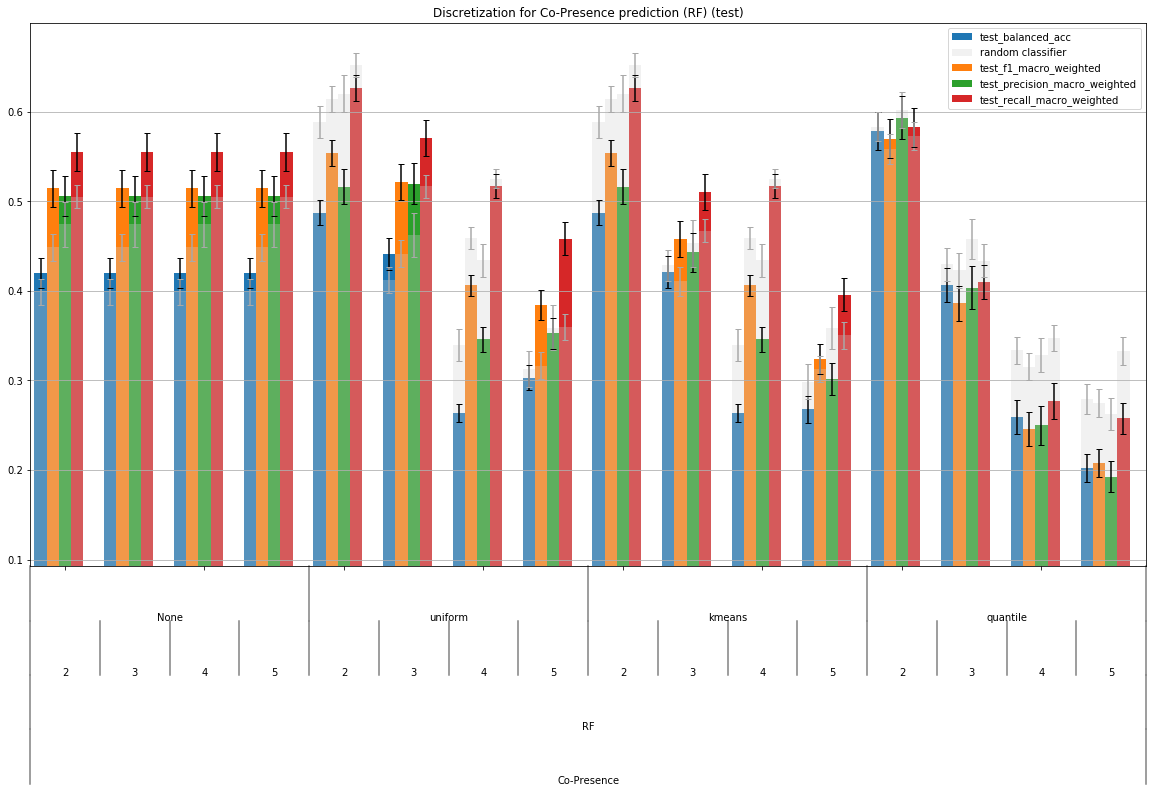 Discretization for Co-Presence prediction (RF) (test)
test_balanced_acc
random classifier
test_f1_macro_weighted
test_precision_macro_weighted
test_recall_macro_weighted
0.6
0.5
0.4
0.3
0.2
0.1
None uniform kmeans quantile
2 3 4 5 2 3 4 5 2 3 4 5 2 3 4 5
RF
Co-Presence